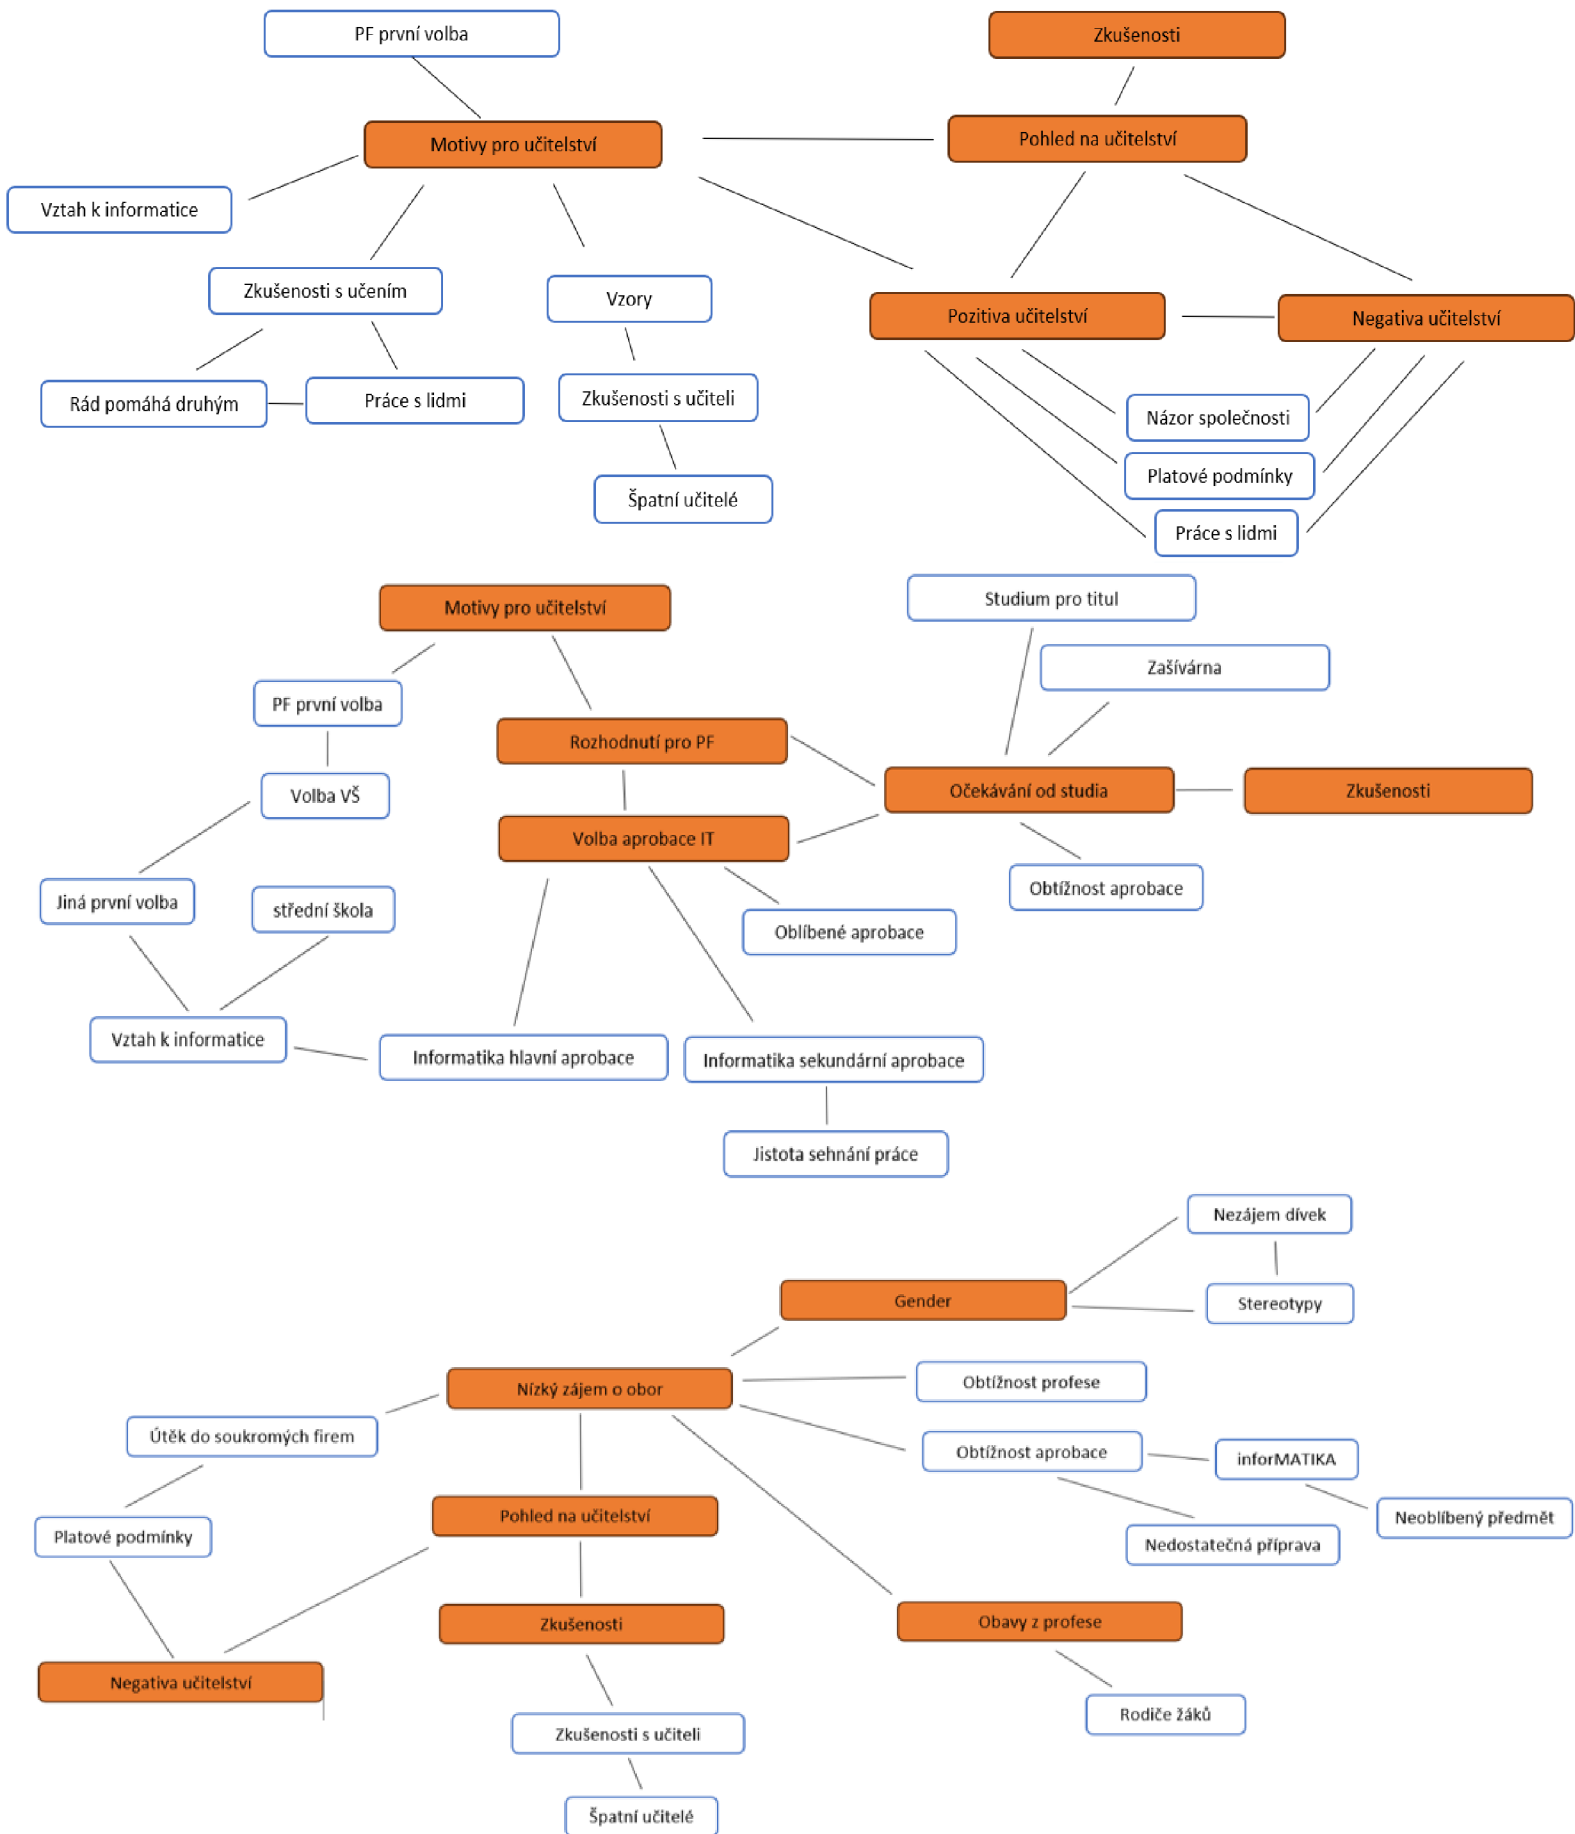 PF první volba
Zkušenosti
Motivy pro učitelství
Pohled na učitelství
Vztah k informatice
Zkušenosti s učením
Vzory
Pozitiva učitelství
Negativa učitelství
Rád pomáhá druhým
Práce s lidmi
Zkušenosti s učiteli
Názor společnosti
Platové podmínky
Špatní učitelé
Práce s lidmi
Motivy pro učitelství
Studium pro titul
Zašívárna
PF první volba
Rozhodnutí pro PF
Volba VŠ
Očekávání od studia
Zkušenosti
Volba aprobace IT
Jiná první volba
střední škola
Obtížnost aprobace
Oblíbené aprobace
Vztah k informatice
Informatika hlavní aprobace
Informatika sekundární aprobace
Jistota sehnání práce
Nezájem dívek
Gender
Stereotypy
Nízký zájem o obor
Obtížnost profese
Útěk do soukromých firem
Obtížnost aprobace
inforMATIKA
Pohled na učitelství
Neoblíbený předmět
Platové podmínky
Nedostatečná příprava
Zkušenosti
Obavy z profese
Negativa učitelství
Rodiče žáků
Zkušenosti s učiteli
Špatní učitelé